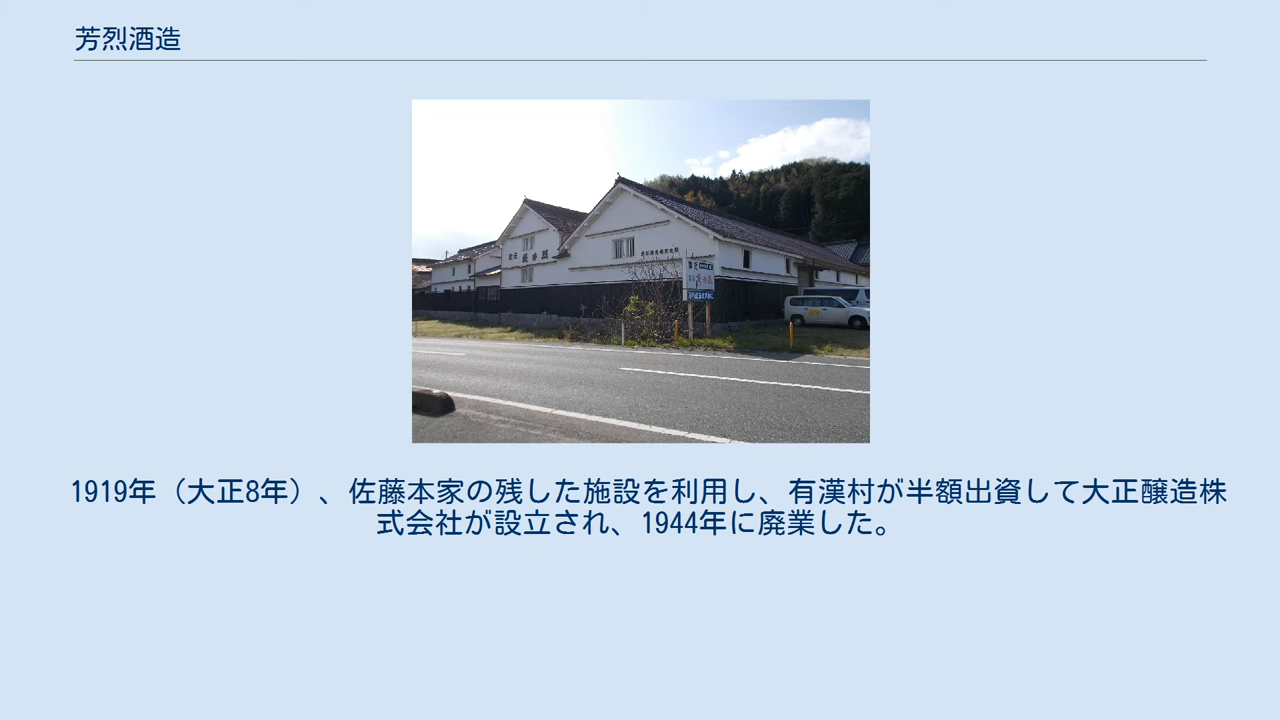 芳烈酒造
1919年（大正8年）、佐藤本家の残した施設を利用し、有漢村が半額出資して大正醸造株
式会社が設立され、1944年に廃業した。